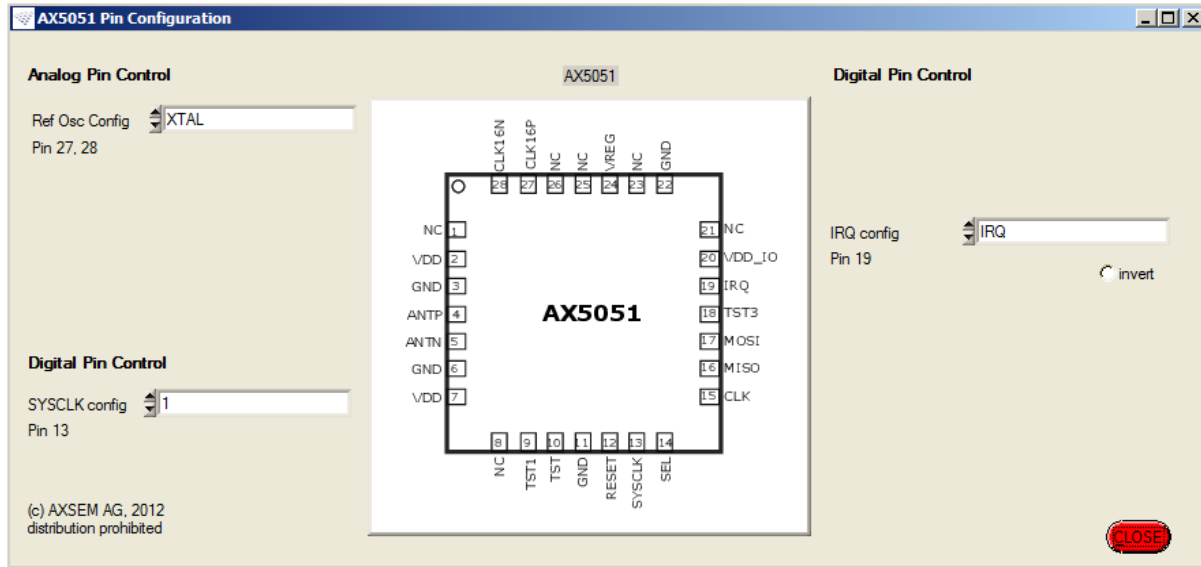 AX5051 Pin Configuration
Analog Pin Control
AX5051
Digital Pin Control
Ref Osc Config XTAL
Pin 27, 28
CLK16N
CLK16P
NC
NC
VREG
NC
GND
28 27 26 25 24 23 22
NC 1
VDD 2
GND 3
ANTP 4
ANTN 5
GND 6
VDD 7
AX5051
21 NC
20 VDD_IO
19 IRQ
18 TST3
17 MOSI
16 MISO
15 CLK
8 9 10 11 12 13 14
NC
TST1
TST
GND
RESET
SYSCLK
SEL
IRQ config IRQ
Pin 19
invert
Digital Pin Control
SYSCLK config 1
Pin 13
(c) AXSEM AG, 2012
distribution prohibited
CLOSE